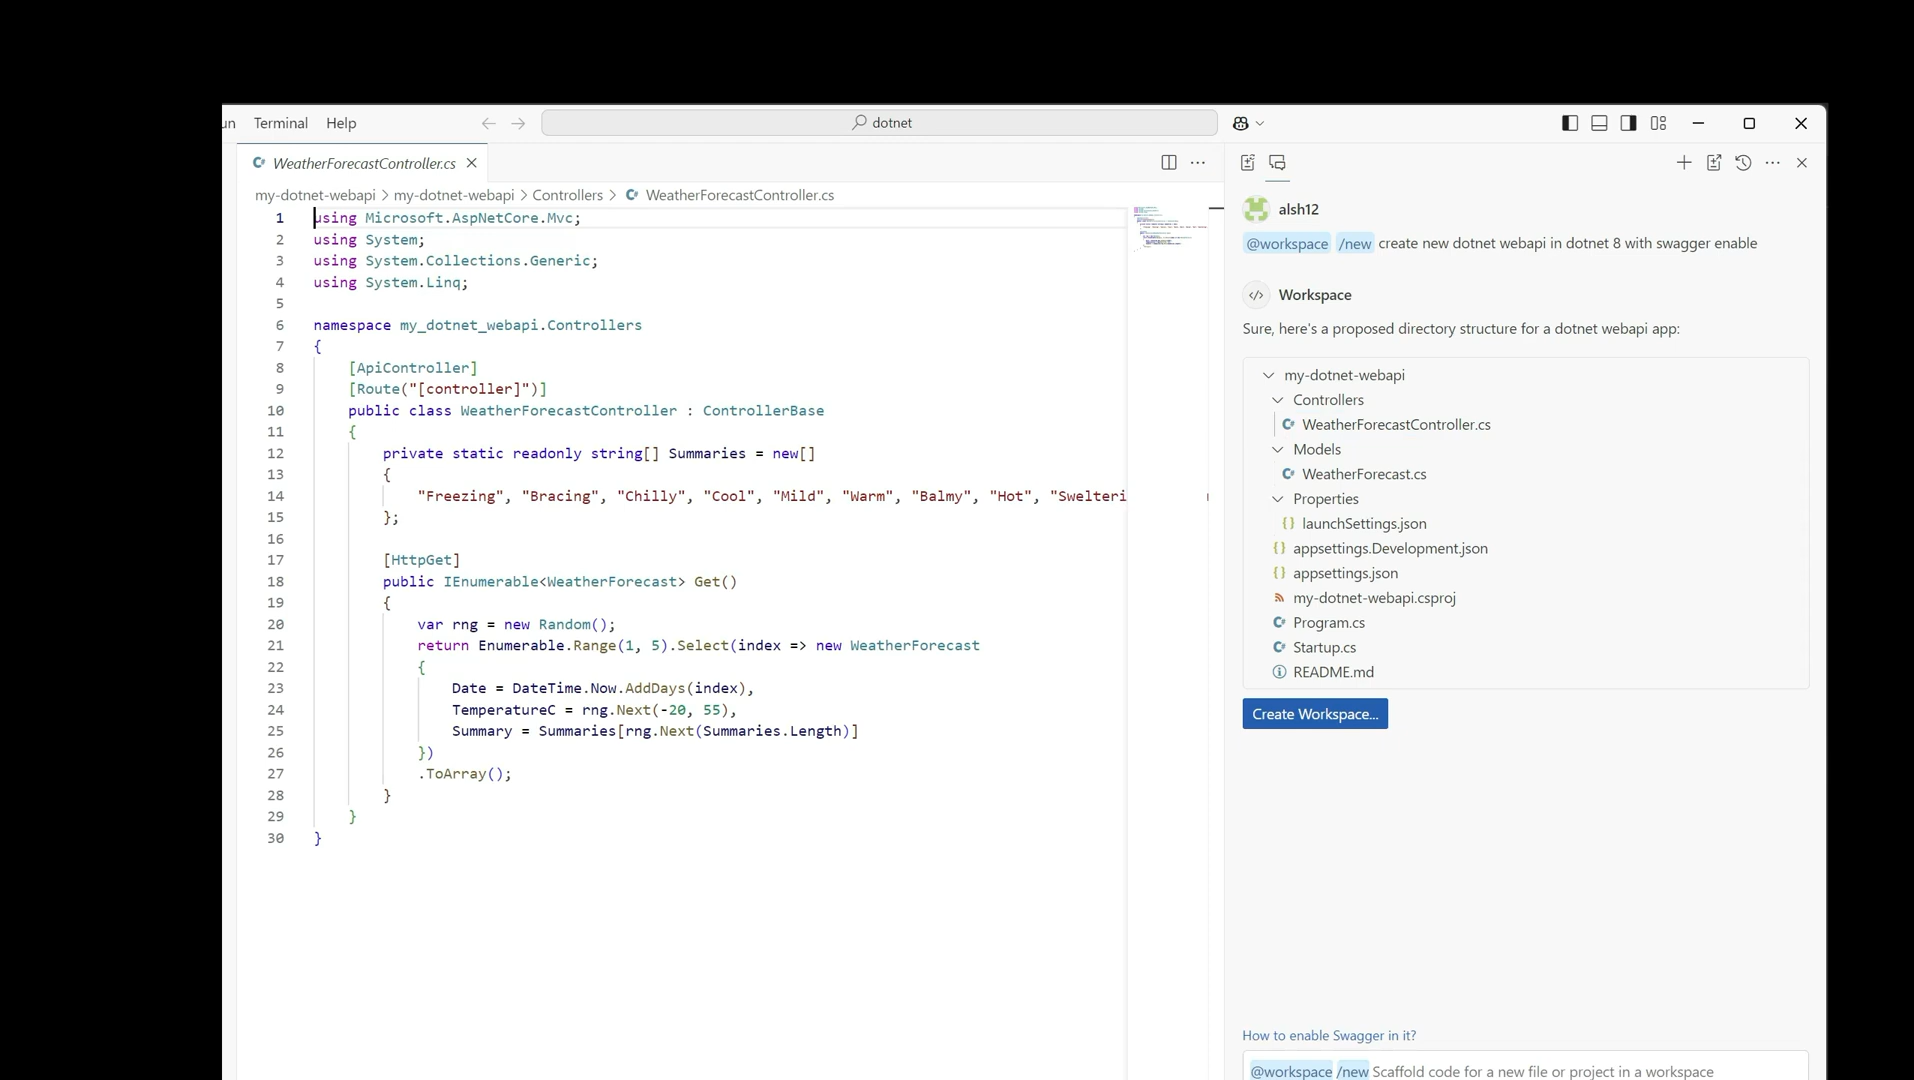 Terminal Help dotnet
WeatherForecastController.cs
my-dotnet-webapi > my-dotnet-webapi > Controllers > WeatherForecastController.cs
1 using Microsoft.AspNetCore.Mvc;
2 using System;
3 using System.Collections.Generic;
4 using System.Linq;
5
6 namespace my_dotnet_webapi.Controllers
7 {
8 [ApiController]
9 [Route("[controller]")]
10 public class WeatherForecastController : ControllerBase
11 {
12 private static readonly string[] Summaries = new[]
13 {
14 "Freezing", "Bracing", "Chilly", "Cool", "Mild", "Warm", "Balmy", "Hot", "Swelteri
15 };
16
17 [HttpGet]
18 public IEnumerable<WeatherForecast> Get()
19 {
20 var rng = new Random();
21 return Enumerable.Range(1, 5).Select(index => new WeatherForecast
22 {
23 Date = DateTime.Now.AddDays(index),
24 TemperatureC = rng.Next(-20, 55),
25 Summary = Summaries[rng.Next(Summaries.Length)]
26 })
27 .ToArray();
28 }
29 }
30 }
alsh12
@workspace /new create new dotnet webapi in dotnet 8 with swagger enable
Workspace
Sure, here's a proposed directory structure for a dotnet webapi app:
my-dotnet-webapi
Controllers
WeatherForecastController.cs
Models
WeatherForecast.cs
Properties
launchSettings.json
appsettings.Development.json
appsettings.json
my-dotnet-webapi.csproj
Program.cs
Startup.cs
README.md
Create Workspace...
How to enable Swagger in it?
@workspace /new Scaffold code for a new file or project in a workspace